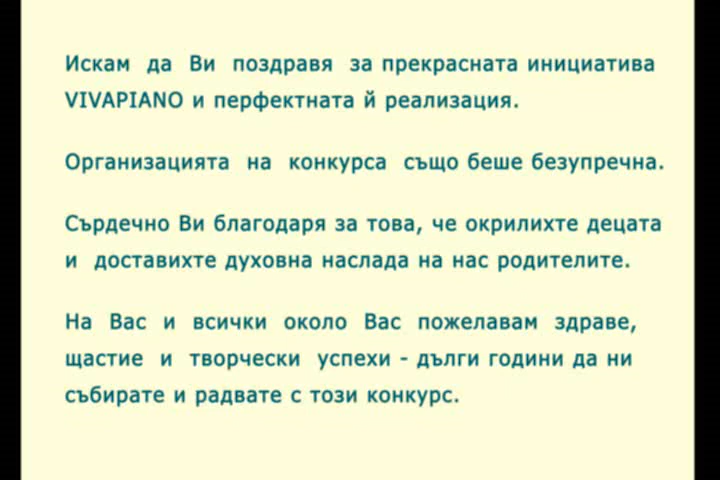 Искам да Ви поздравя за прекрасната инициатива
VIVAPIANO и перфектната й реализация.
Организацията на конкурса също беше безупречна.
Сърдечно Ви благодаря за това, че окрилихте децата
и доставихте духовна наслада на нас родителите.
На Вас и всички около Вас пожелавам здраве,
щастие и творчески успехи - дълги години да ни
събирате и радвате с този конкурс.